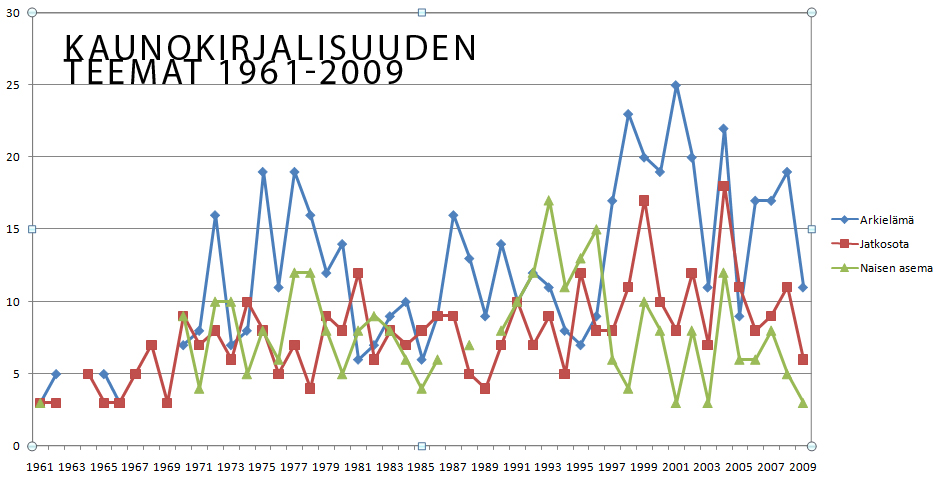 KAUNOKIRJALISUUDEN
TEEMAT 1961-2009
30
25
20
15
10
5
0
1961 1963 1965 1967 1969 1971 1973 1975 1977 1979 1981 1983 1985 1987 1989 1991 1993 1995 1997 1999 2001 2003 2005 2007 2009
Arkielämä
Jatkosota
Naisen asema